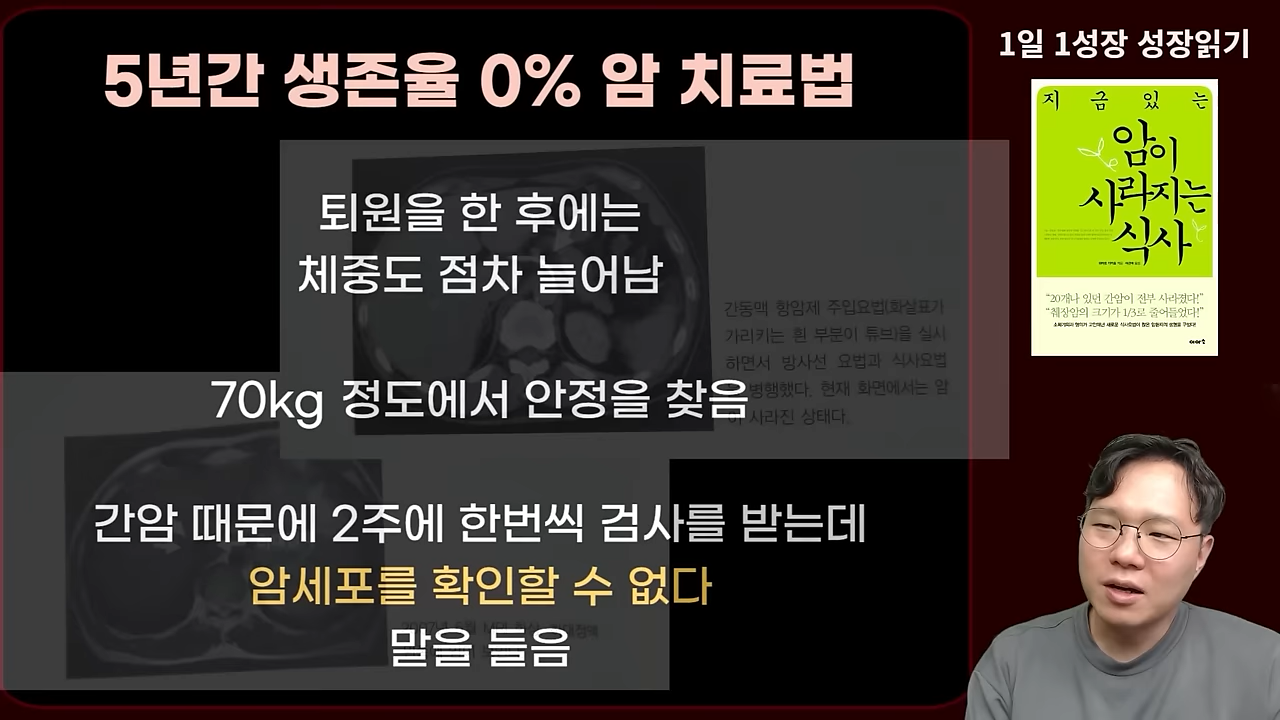 5년간 생존율 0% 암 치료법
퇴원을 한 후에는
체중도 점차 늘어남
70kg 정도에서 안정을 찾음
간암 때문에 2주에 한번씩 검사를 받는데
암세포를 확인할 수 없다
말을 들음
간동맥 항암제 주입요법(화살표가
가리키는 흰 부분이 튜브)을 실시
하면서 방사선 요법과 식사요법
병행했다. 현재 화면에서는 암
이 사라진 상태다.
1일 1성장 성장읽기
지금있는
암이
사라지는
식사
“20개나 있던 간암이 전부 사라졌다!”
“췌장암의 크기가 1/3로 줄어들었다!”